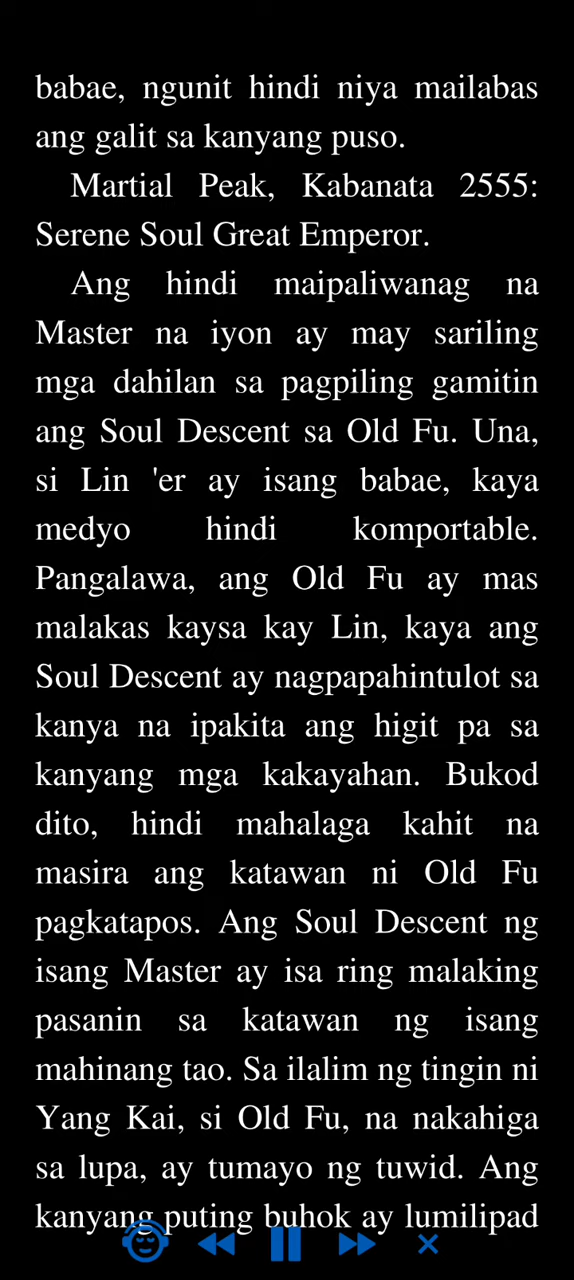 babae, ngunit hindi niya mailabas
ang galit sa kanyang puso.
Martial Peak, Kabanata 2555:
Serene Soul Great Emperor.
Ang hindi maipaliwanag na
Master na iyon ay may sariling
mga dahilan sa pagpiling gamitin
ang Soul Descent sa Old Fu. Una,
si Lin 'er ay isang babae, kaya
medyo hindi komportable.
Pangalawa, ang Old Fu ay mas
malakas kaysa kay Lin, kaya ang
Soul Descent ay nagpapahintulot sa
kanya na ipakita ang higit pa sa
kanyang mga kakayahan. Bukod
dito, hindi mahalaga kahit na
masira ang katawan ni Old Fu
pagkatapos. Ang Soul Descent ng
isang Master ay isa ring malaking
pasanin sa katawan ng isang
mahinang tao. Sa ilalim ng tingin ni
Yang Kai, si Old Fu, na nakahiga
sa lupa, ay tumayo ng tuwid. Ang
kanyang puting buhok ay lumilipad